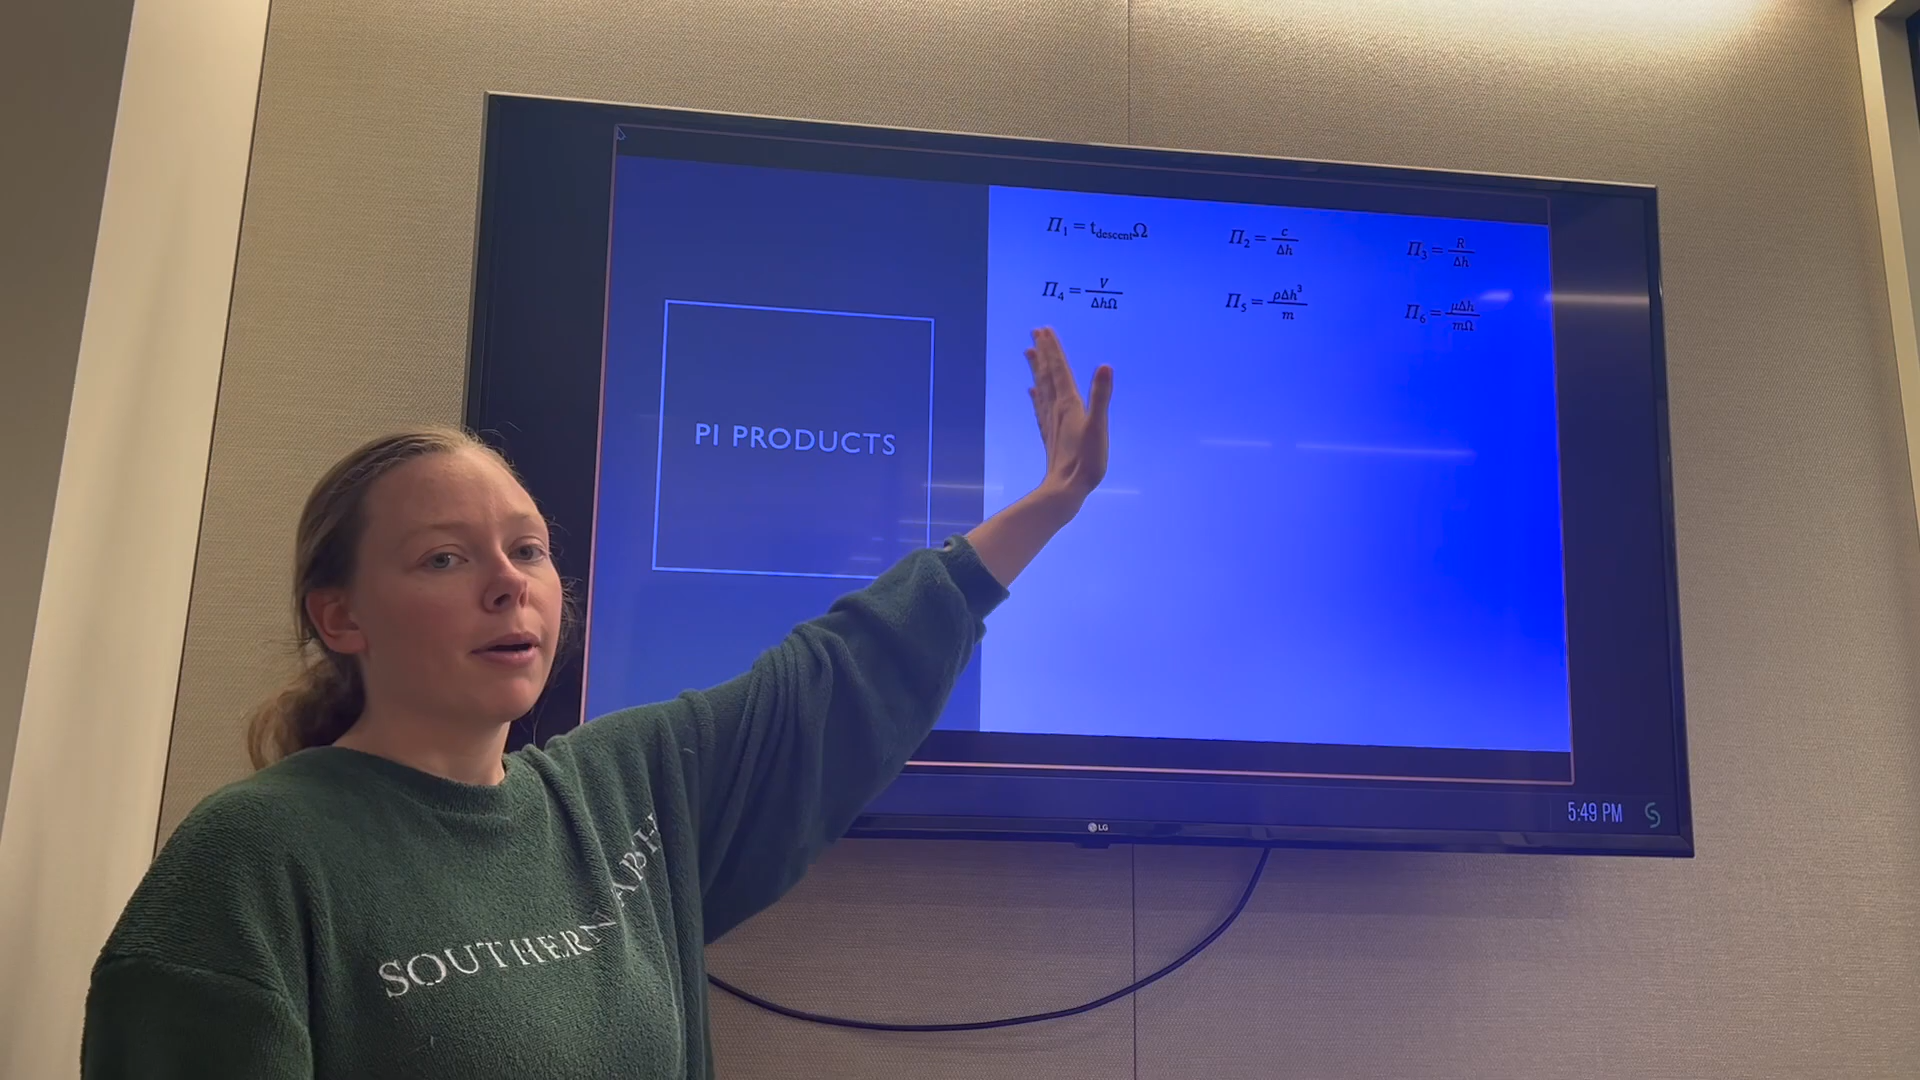 Π₁ = t_descentΩ
Π₂ = c/Δh
Π₃ = R/Δh
Π₄ = V/ΔhΩ
Π₅ = ρΔh³/m
Π₆ = μΔh/mΩ
PI PRODUCTS
5:49 PM
LG
SOUTHERN